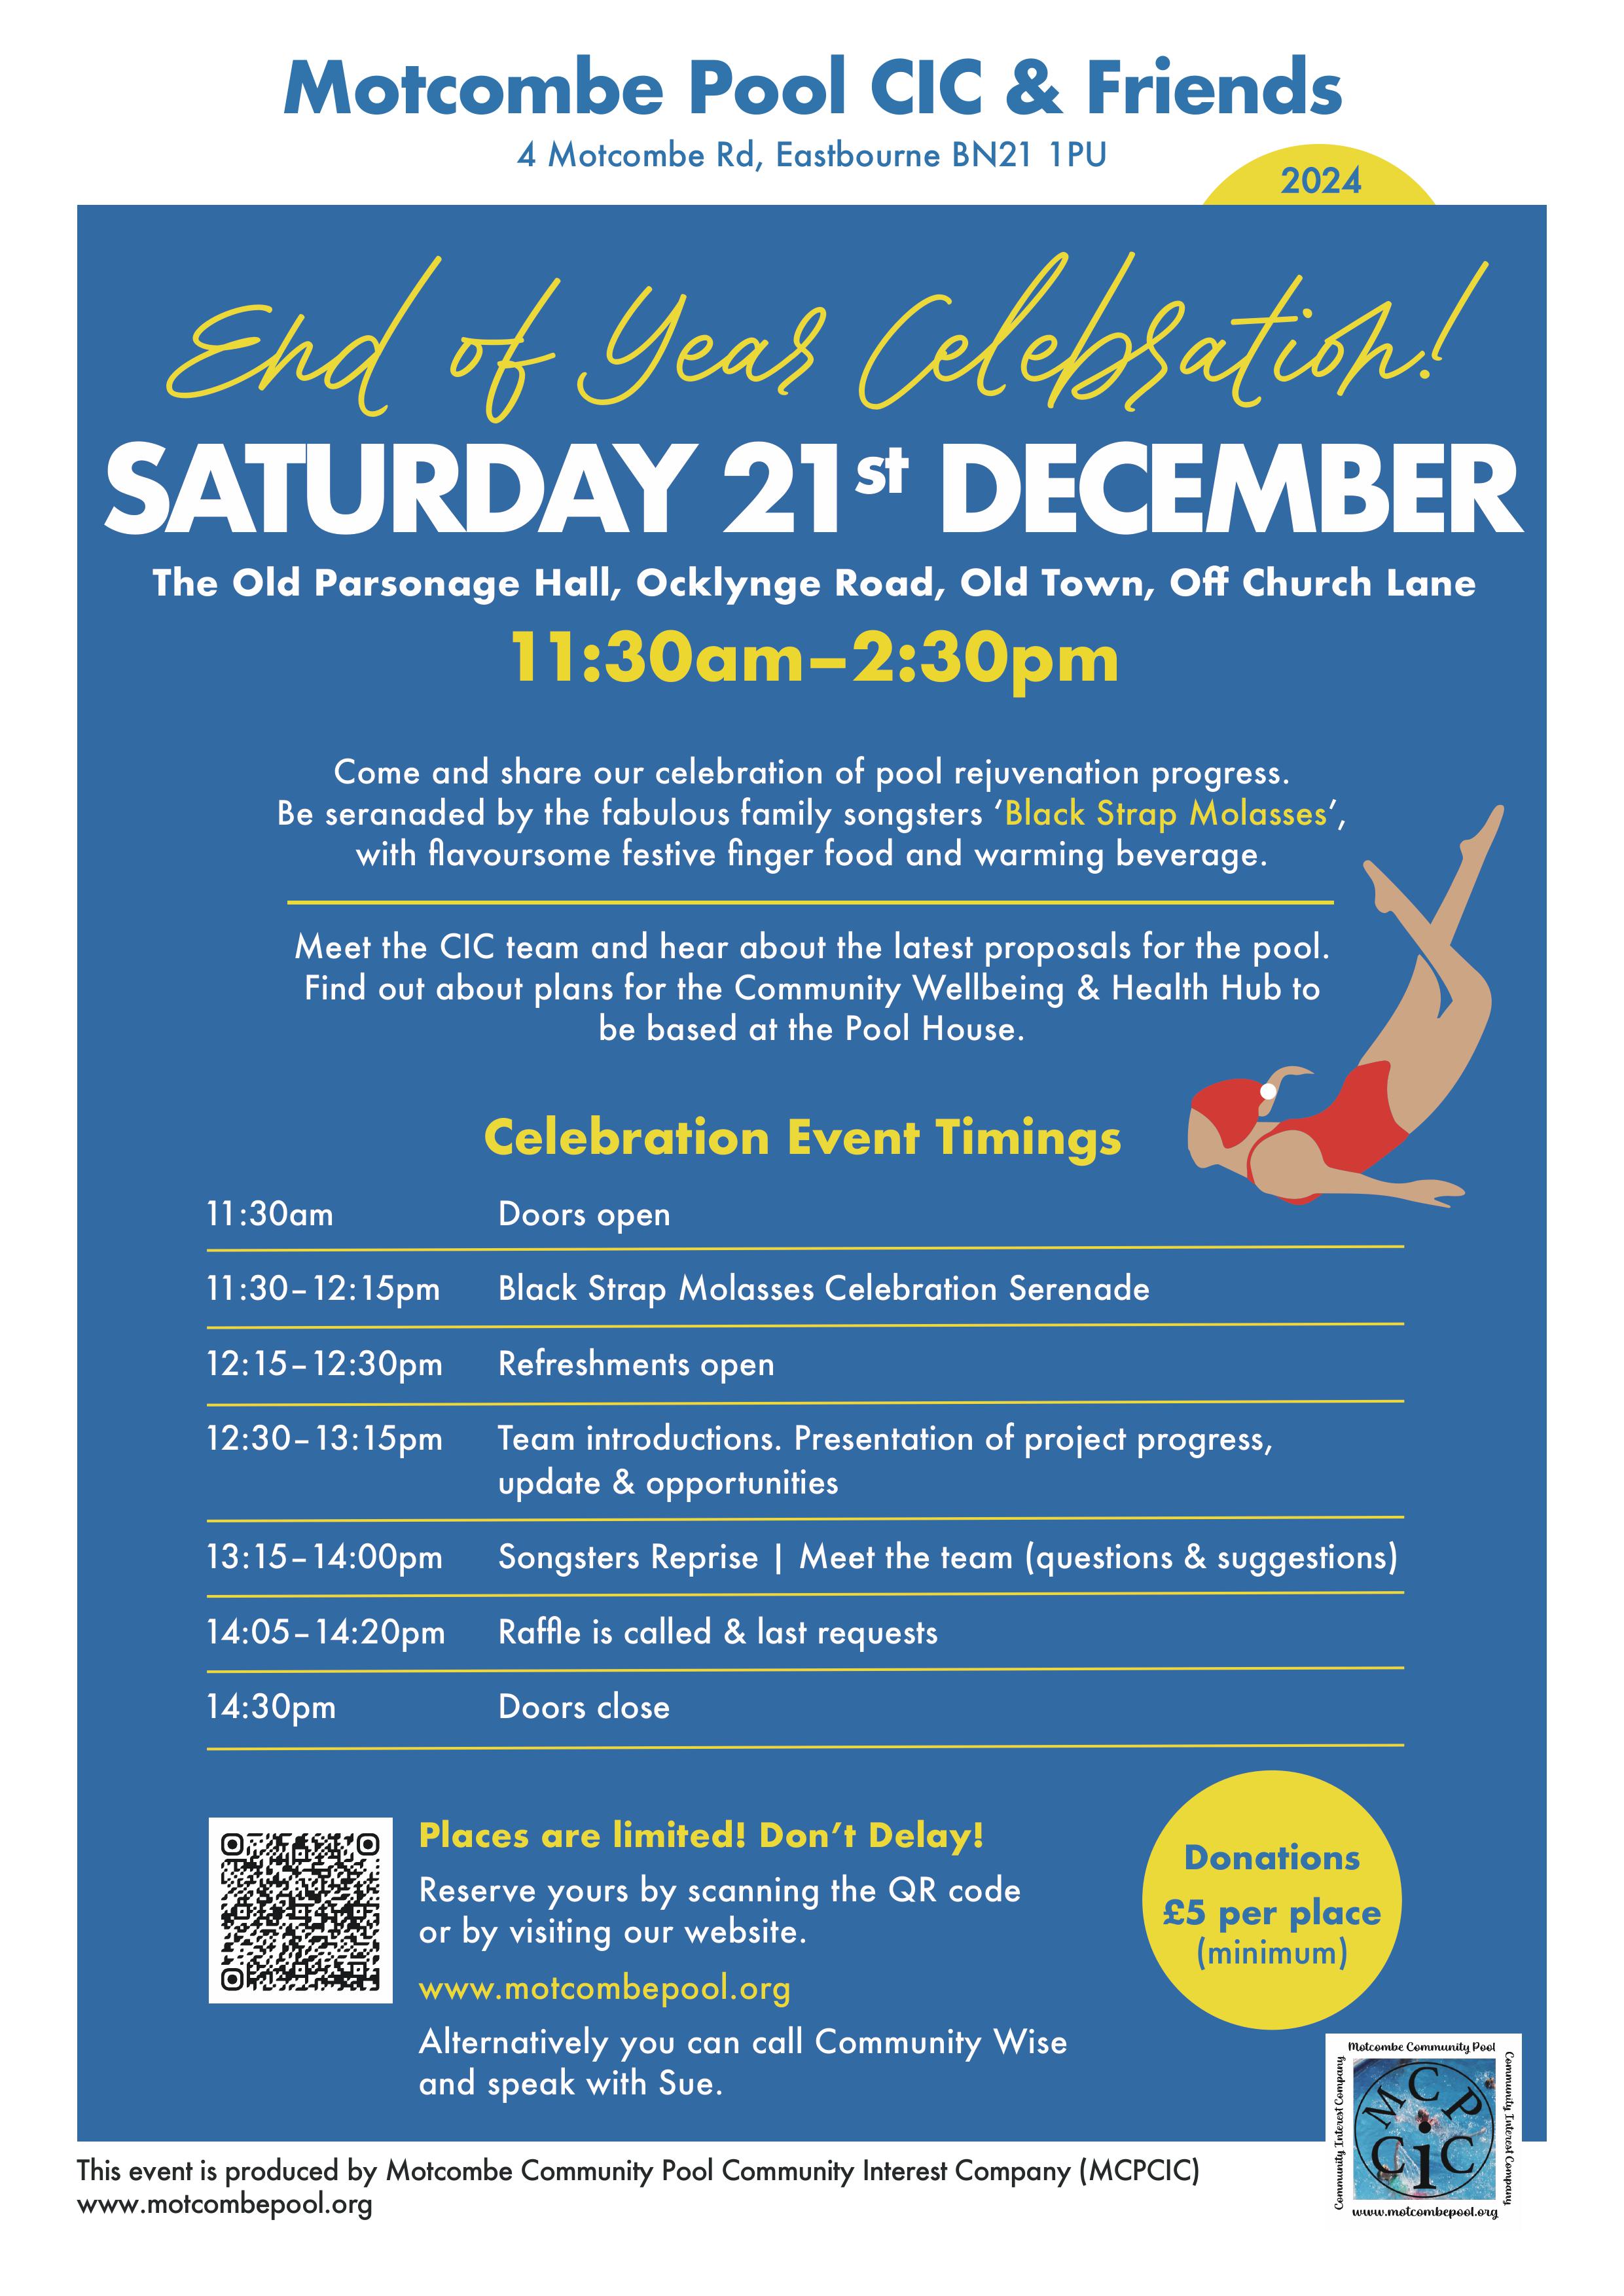 Motcombe Pool CIC & Friends
4 Motcombe Rd, Eastbourne BN21 1PU
2024
End of Year Celebration!
SATURDAY 21st DECEMBER
The Old Parsonage Hall, Ocklynge Road, Old Town, Off Church Lane
11:30am–2:30pm
Come and share our celebration of pool rejuvenation progress.
Be seranaded by the fabulous family songsters ‘Black Strap Molasses’,
with flavoursome festive finger food and warming beverage.
Meet the CIC team and hear about the latest proposals for the pool.
Find out about plans for the Community Wellbeing & Health Hub to
be based at the Pool House.
Celebration Event Timings
11:30am Doors open
11:30–12:15pm Black Strap Molasses Celebration Serenade
12:15–12:30pm Refreshments open
12:30–13:15pm Team introductions. Presentation of project progress,
update & opportunities
13:15–14:00pm Songsters Reprise | Meet the team (questions & suggestions)
14:05–14:20pm Raffle is called & last requests
14:30pm Doors close
Places are limited! Don’t Delay!
Reserve yours by scanning the QR code
or by visiting our website.
www.motcombepool.org
Alternatively you can call Community Wise
and speak with Sue.
Donations
£5 per place
(minimum)
Motcombe Community Pool
Community Interest Company
MCP
CiC
Community Interest Company
www.motcombepool.org
This event is produced by Motcombe Community Pool Community Interest Company (MCPCIC)
www.motcombepool.org